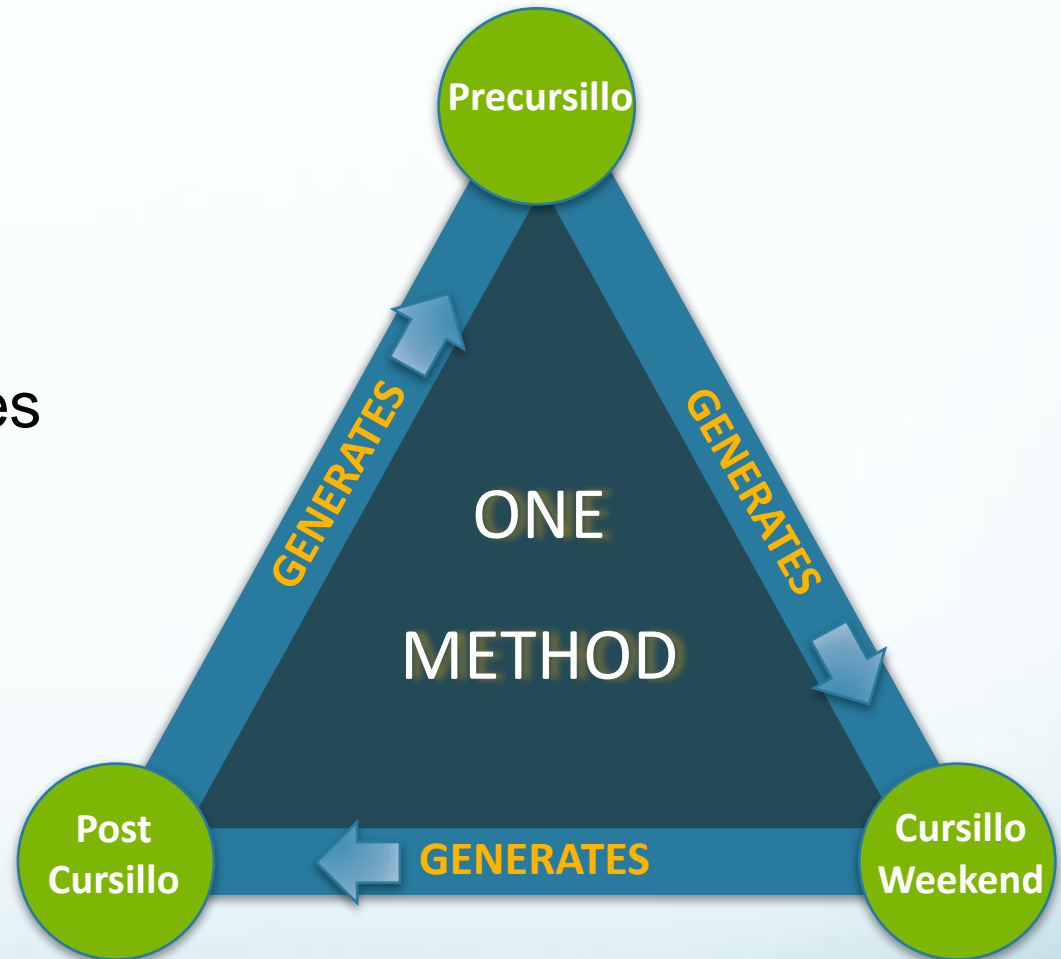 Precursillo
es
GENERATES
GENERATES
ONE
METHOD
Post
Cursillo
GENERATES
Cursillo
Weekend